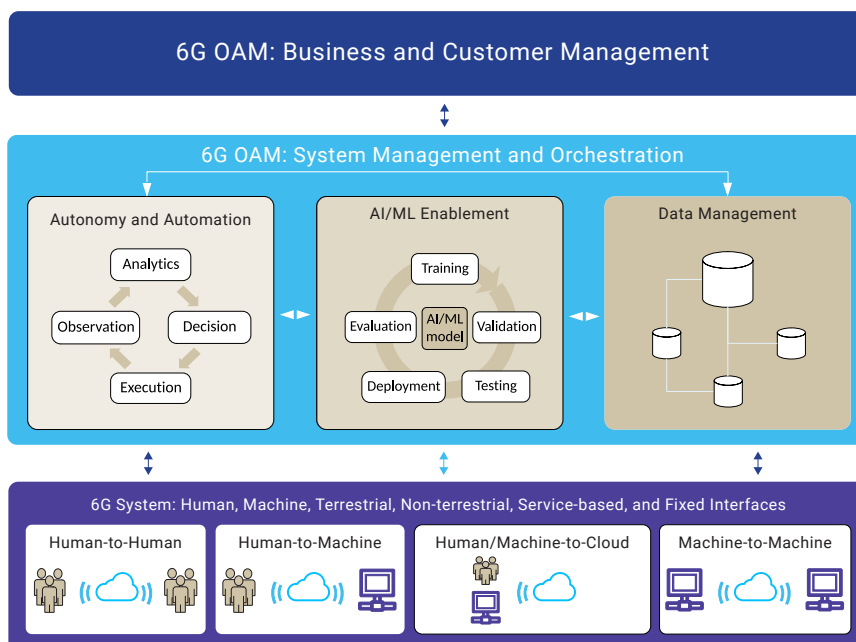 6G OAM: Business and Customer Management
6G OAM: System Management and Orchestration
Autonomy and Automation
Analytics
Observation
Decision
Execution
AI/ML Enablement
Training
Evaluation
AI/ML
model
Validation
Deployment
Testing
Data Management
6G System: Human, Machine, Terrestrial, Non-terrestrial, Service-based, and Fixed Interfaces
Human-to-Human
Human-to-Machine
Human/Machine-to-Cloud
Machine-to-Machine